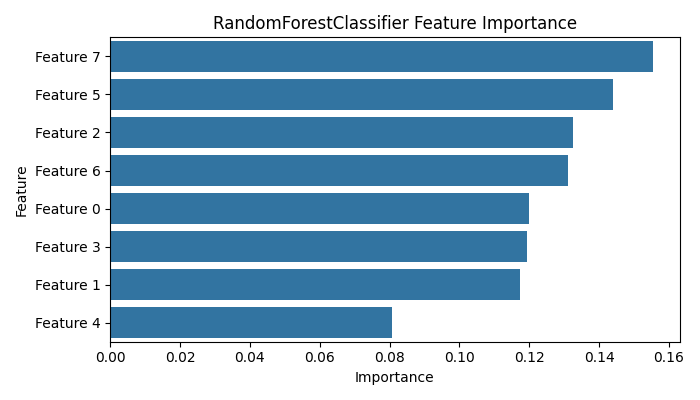 RandomForestClassifier Feature Importance
Feature
Feature 7
Feature 5
Feature 2
Feature 6
Feature 0
Feature 3
Feature 1
Feature 4
0.00 0.02 0.04 0.06 0.08 0.10 0.12 0.14 0.16
Importance